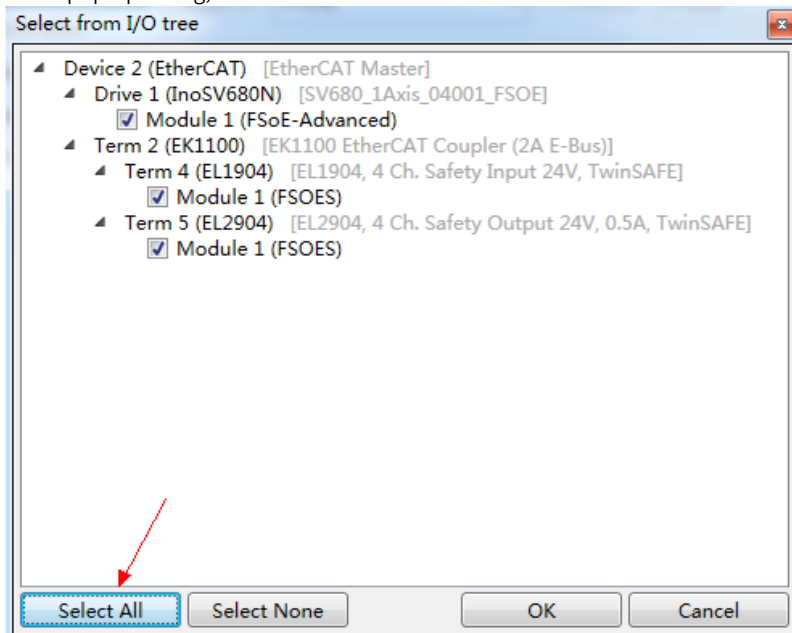 Select from I/O tree
Device 2 (EtherCAT) [EtherCAT Master]
Drive 1 (InoSV680N) [SV680_1Axis_04001_FSOE]
Module 1 (FSoE-Advanced)
Term 2 (EK1100) [EK1100 EtherCAT Coupler (2A E-Bus)]
Term 4 (EL1904) [EL1904, 4 Ch. Safety Input 24V, TwinSAFE]
Module 1 (FSOES)
Term 5 (EL2904) [EL2904, 4 Ch. Safety Output 24V, 0.5A, TwinSAFE]
Module 1 (FSOES)
Select All Select None OK Cancel